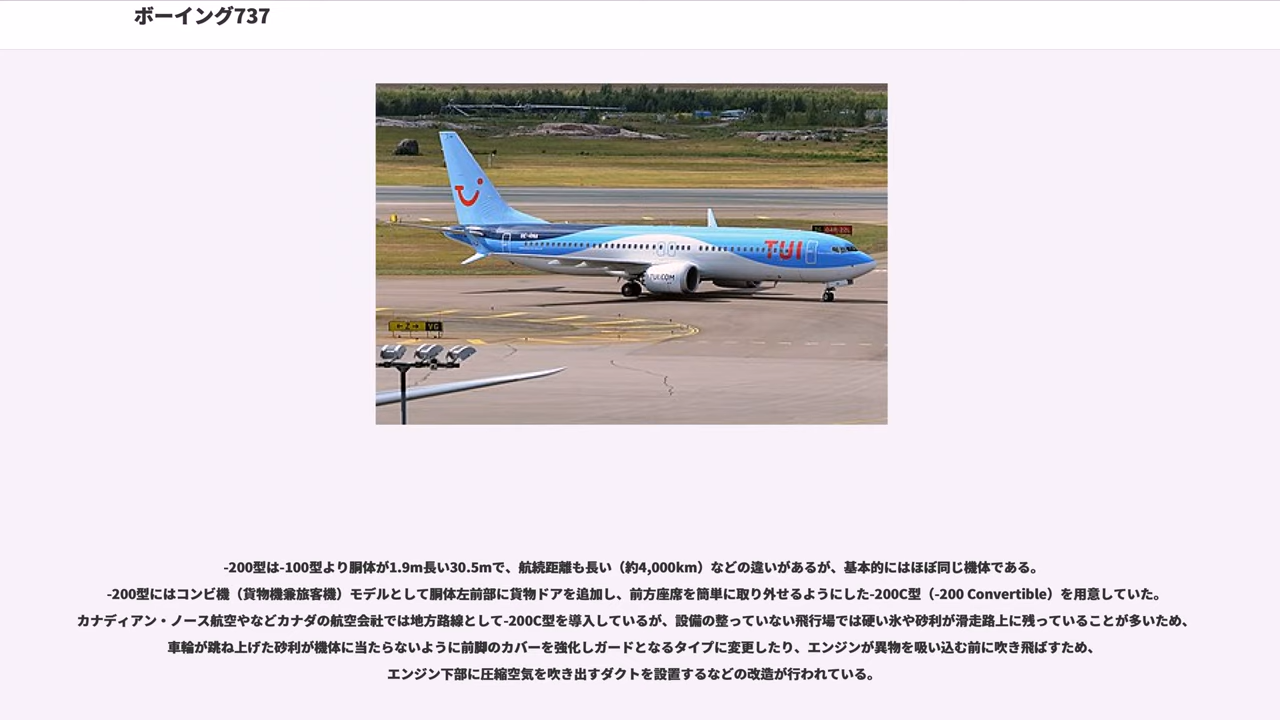 ボーイング737
TUI
TUI.COM
-200型は-100型より胴体が1.9m長い30.5mで、航続距離も長い（約4,000km）などの違いがあるが、基本的にはほぼ同じ機体である。
-200型にはコンビ機（貨物機兼旅客機）モデルとして胴体左前部に貨物ドアを追加し、前方座席を簡単に取り外せるようにした-200C型（-200 Convertible）を用意していた。
カナディアン・ノース航空やなどカナダの航空会社では地方路線として-200C型を導入しているが、設備の整っていない飛行場では硬い氷や砂利が滑走路上に残っていることが多いため、
車輪が跳ね上げた砂利が機体に当たらないように前脚のカバーを強化しガードとなるタイプに変更したり、エンジンが異物を吸い込む前に吹き飛ばすため、
エンジン下部に圧縮空気を吹き出すダクトを設置するなどの改造が行われている。